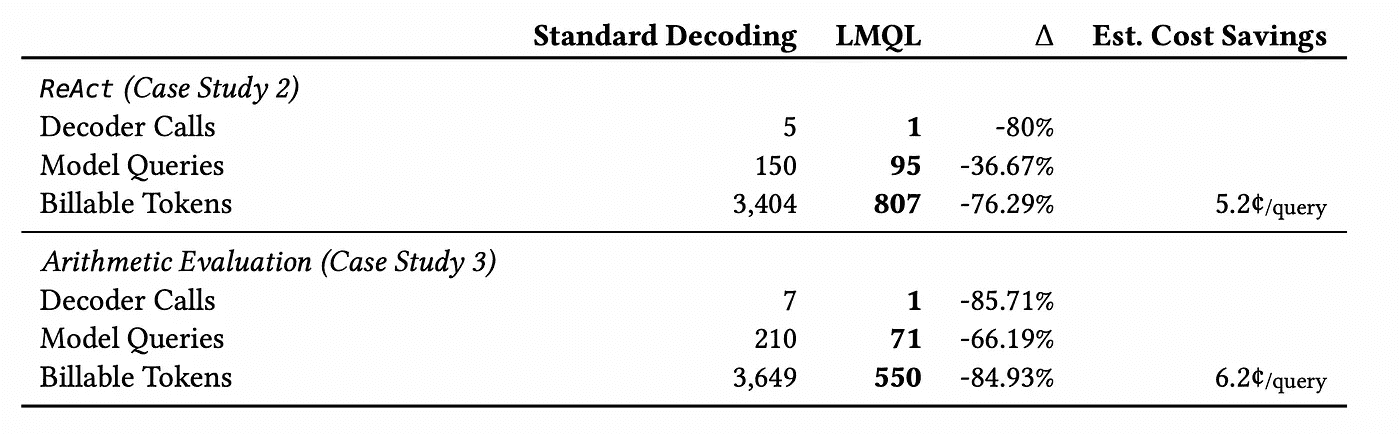 Standard Decoding LMQL Δ Est. Cost Savings
ReAct (Case Study 2)
Decoder Calls 5 1 -80%
Model Queries 150 95 -36.67%
Billable Tokens 3,404 807 -76.29% 5.2¢/query
Arithmetic Evaluation (Case Study 3)
Decoder Calls 7 1 -85.71%
Model Queries 210 71 -66.19%
Billable Tokens 3,649 550 -84.93% 6.2¢/query